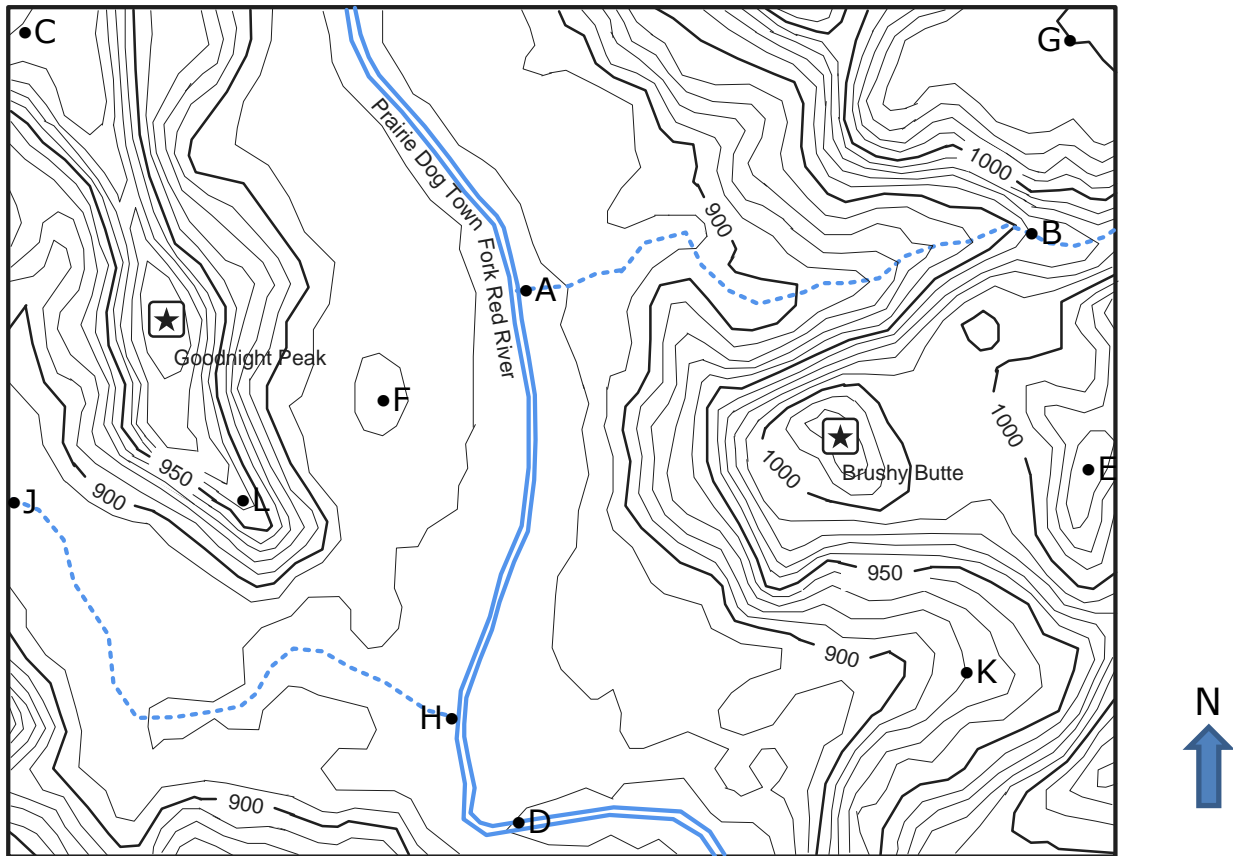 C
G
Prairie Dog Town Fork Red River
1000
900
B
A
Goodnight Peak
F
1000
1000
Brushy Butte
E
950
900
J
L
950
900
K
H
N
900
D